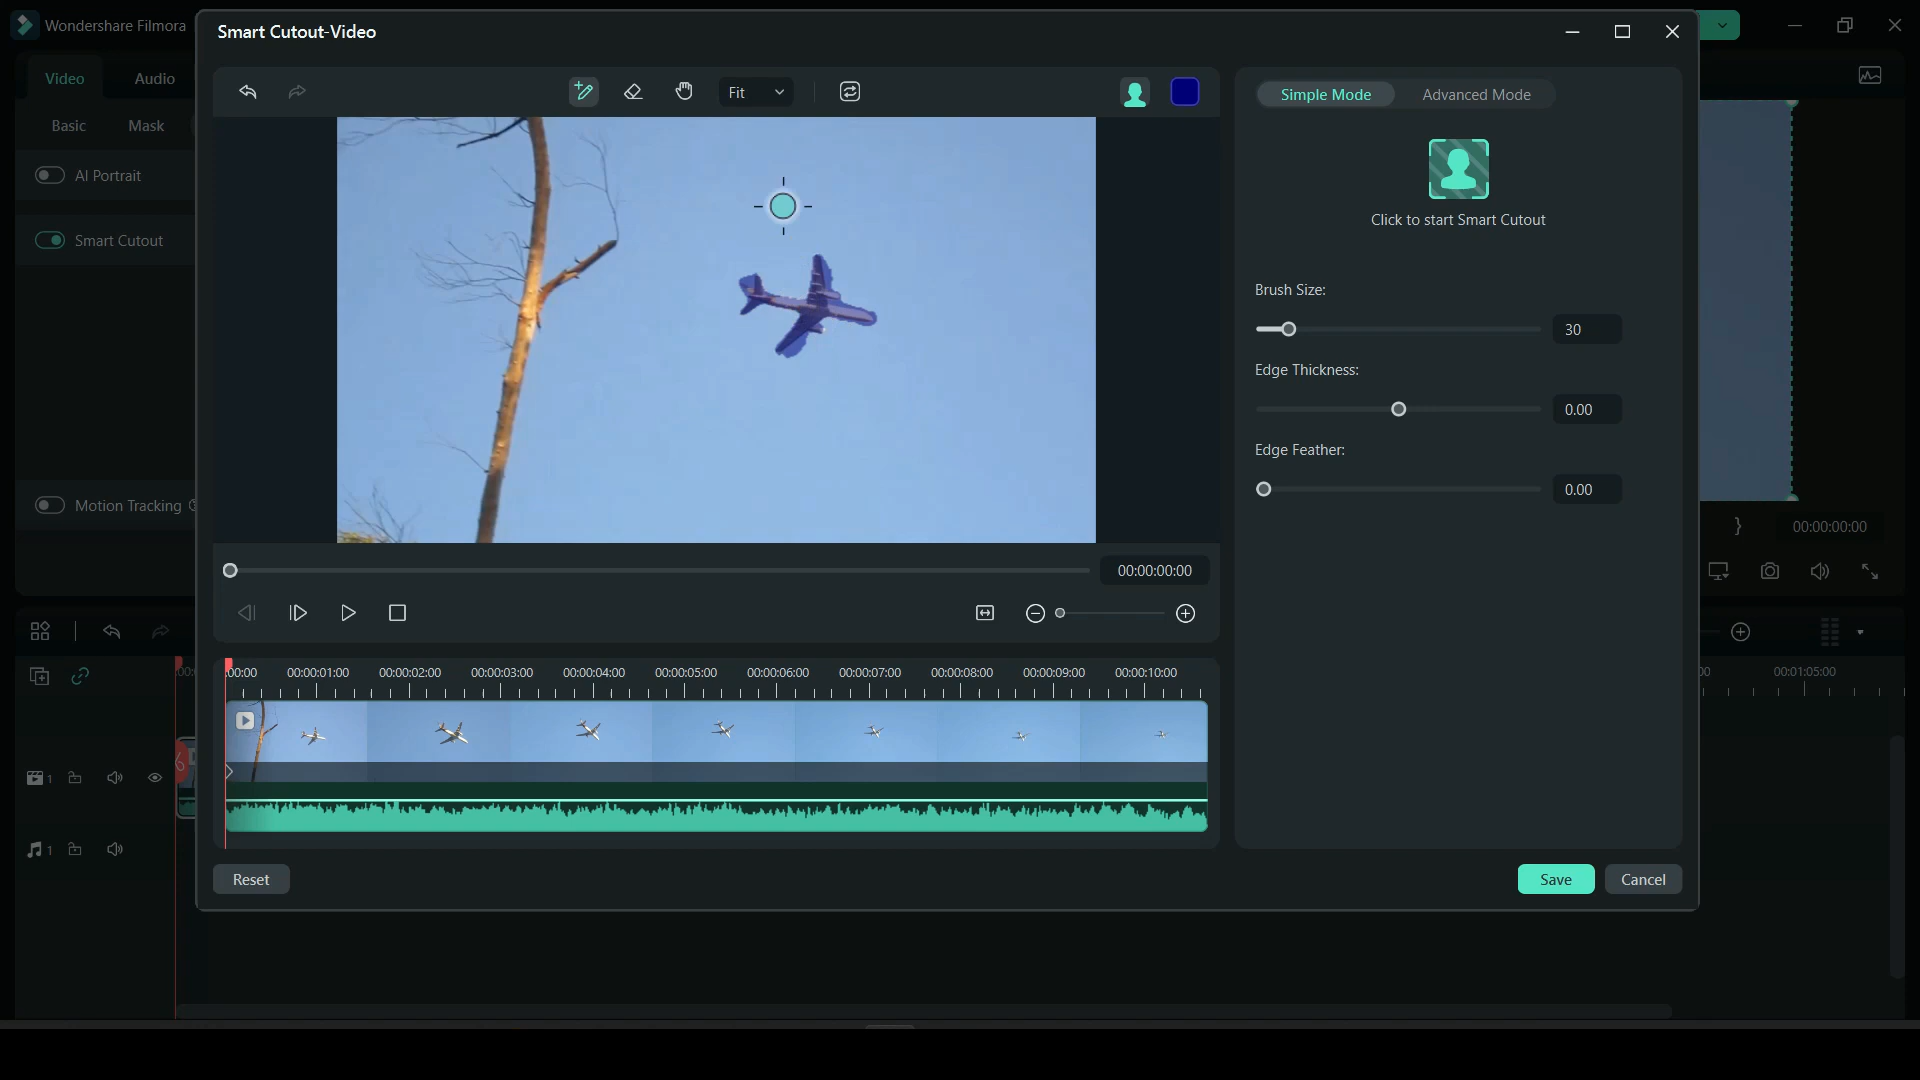 Wondershare Filmora
Smart Cutout-Video
Video
Audio
Fit
Simple Mode
Advanced Mode
Basic
Mask
AI Portrait
Click to start Smart Cutout
Smart Cutout
Brush Size:
30
Edge Thickness:
0.00
Edge Feather:
0.00
Motion Tracking
}
00:00:00:00
00:00:00:00
:00:00
00:00:01:00
00:00:02:00
00:00:03:00
00:00:04:00
00:00:05:00
00:00:06:00
00:00:07:00
00:00:08:00
00:00:09:00
00:00:10:00
00:01:05:00
1
1
Reset
Save
Cancel